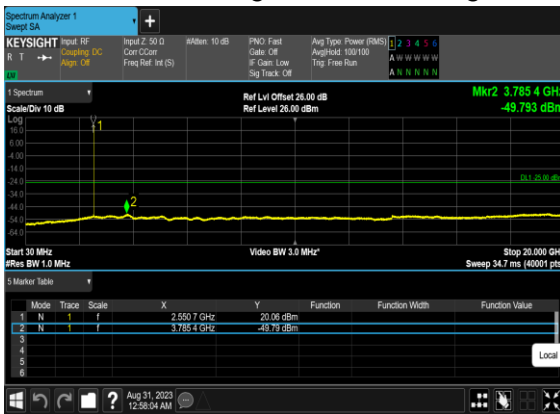 Spectrum Analyzer 1
Swept SA
KEYSIGHT Input: RF Input Z: 50 Ω #Atten: 10 dB PNO: Fast Avg Type: Power (RMS) 1 2 3 4 5 6
R T Coupling: DC Corr CCorr Gate: Off Avg|Hold: 100/100 A W W W W W
Align: Off Freq Ref: Int (S) IF Gain: Low Trig: Free Run
LV Sig Track: Off A N N N N N
1 Spectrum Ref Lvl Offset 26.00 dB Mkr2 3.785 4 GHz
Scale/Div 10 dB Ref Level 26.00 dBm -49.793 dBm
Log
16.0
6.00
-4.00
-14.0
-24.0
-34.0
-44.0
-54.0
-64.0
1
DL1 -25.00 dBm
2
Start 30 MHz Video BW 3.0 MHz* Stop 20.000 GH
#Res BW 1.0 MHz Sweep 34.7 ms (40001 pts
5 Marker Table
Mode Trace Scale X Y Function Function Width Function Value
1 N 1 f 2.550 7 GHz 20.06 dBm
2 N 1 f 3.785 4 GHz -49.79 dBm
3
4
5
6
Local
? Aug 31, 2023
12:56:04 AM